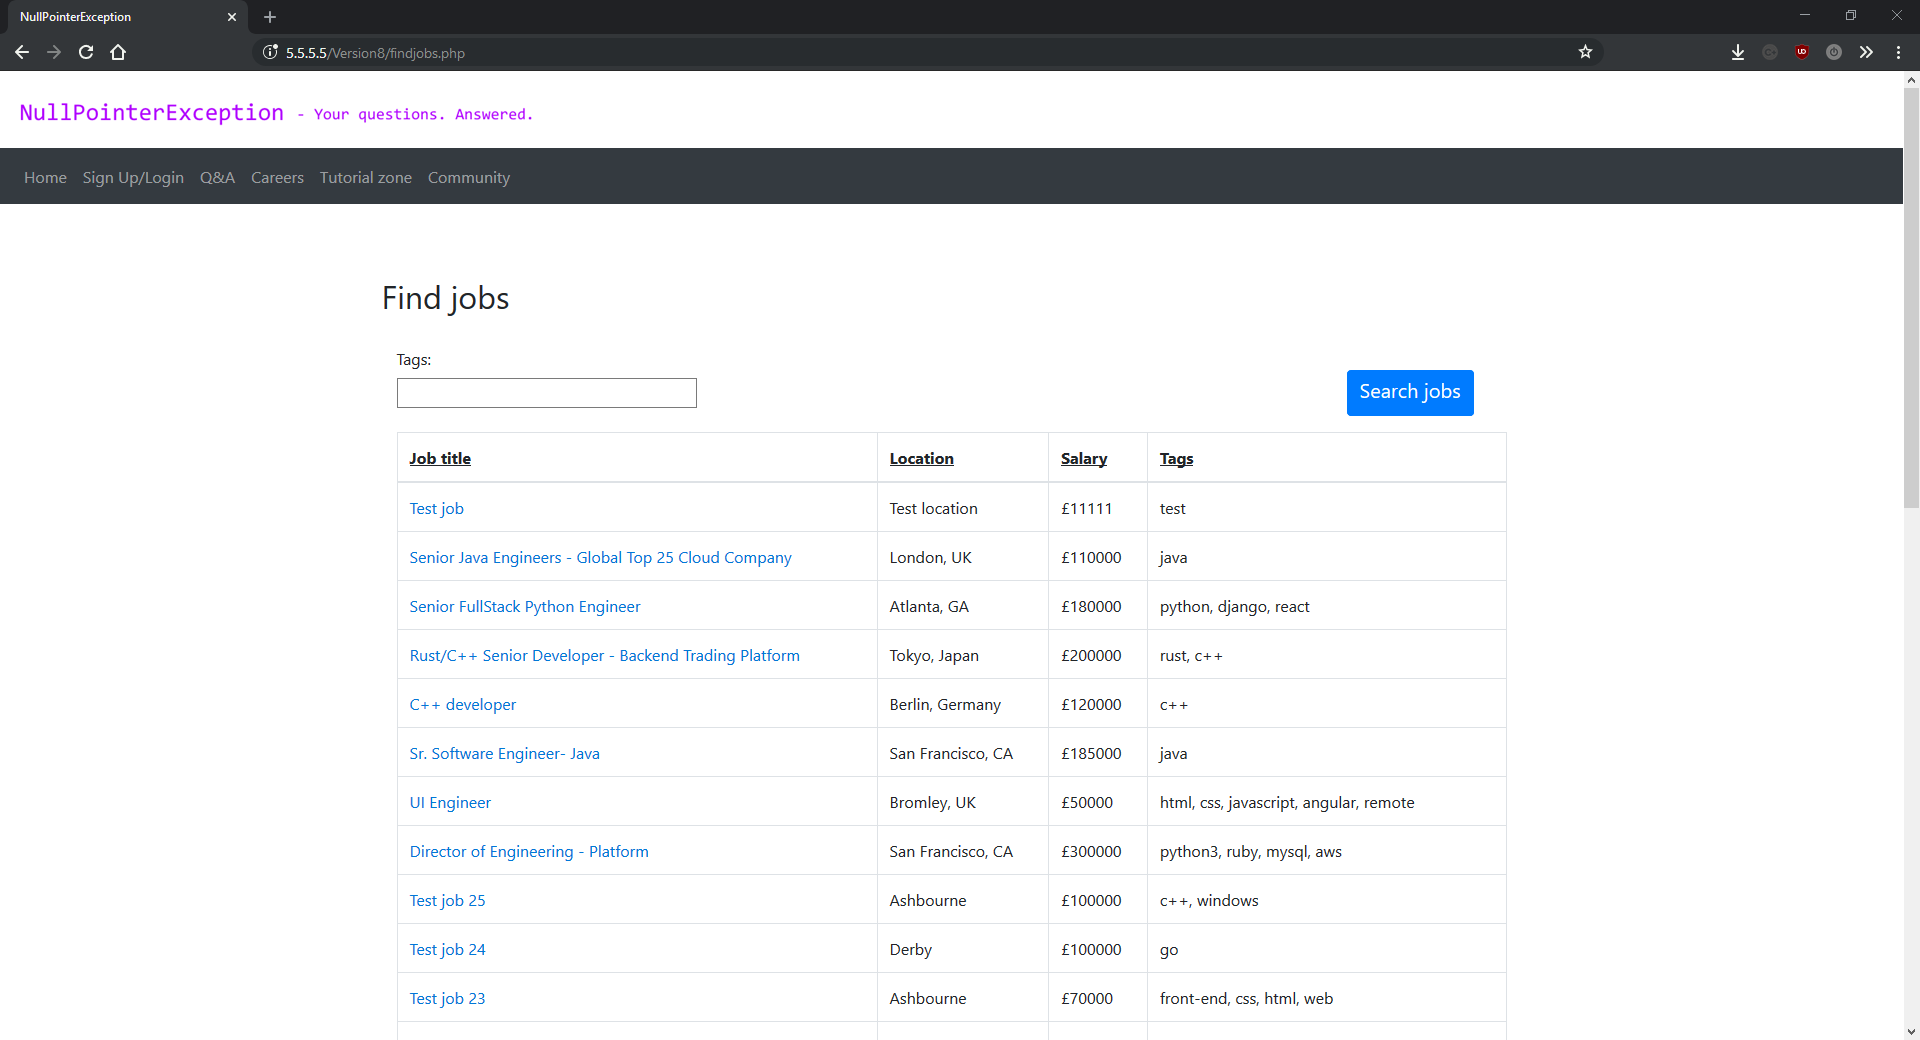 NullPointerException
5.5.5.5/Version8/findjobs.php
NullPointerException - Your questions. Answered.
Home Sign Up/Login Q&A Careers Tutorial zone Community
Find jobs
Tags:
Search jobs
Job title Location Salary Tags
Test job Test location £11111 test
Senior Java Engineers - Global Top 25 Cloud Company London, UK £110000 java
Senior FullStack Python Engineer Atlanta, GA £180000 python, django, react
Rust/C++ Senior Developer - Backend Trading Platform Tokyo, Japan £200000 rust, c++
C++ developer Berlin, Germany £120000 c++
Sr. Software Engineer- Java San Francisco, CA £185000 java
UI Engineer Bromley, UK £50000 html, css, javascript, angular, remote
Director of Engineering - Platform San Francisco, CA £300000 python3, ruby, mysql, aws
Test job 25 Ashbourne £100000 c++, windows
Test job 24 Derby £100000 go
Test job 23 Ashbourne £70000 front-end, css, html, web